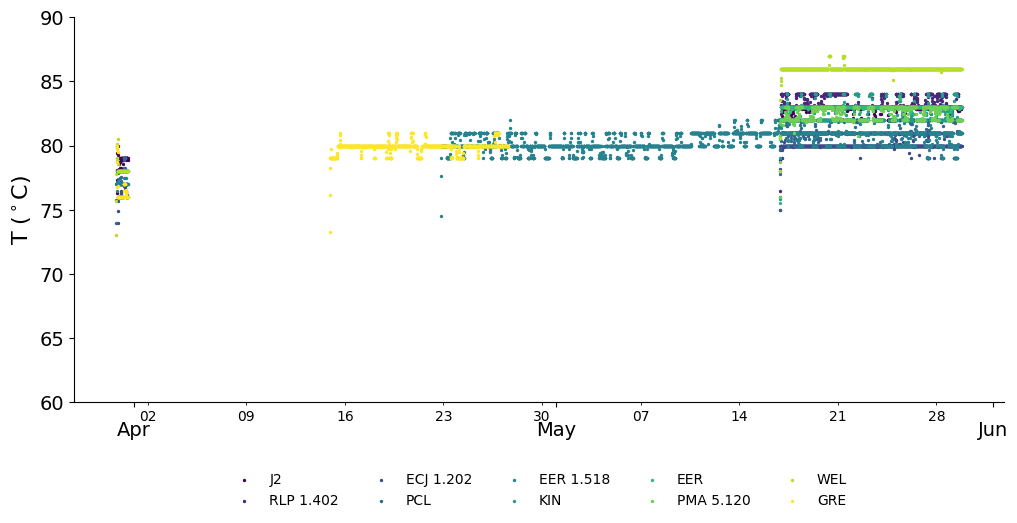 90
85
80
75
70
65
60
T (°C)
02 09 16 23 30 07 14 21 28
Apr May Jun
J2 ECJ 1.202 EER 1.518 EER WEL
RLP 1.402 PCL KIN PMA 5.120 GRE